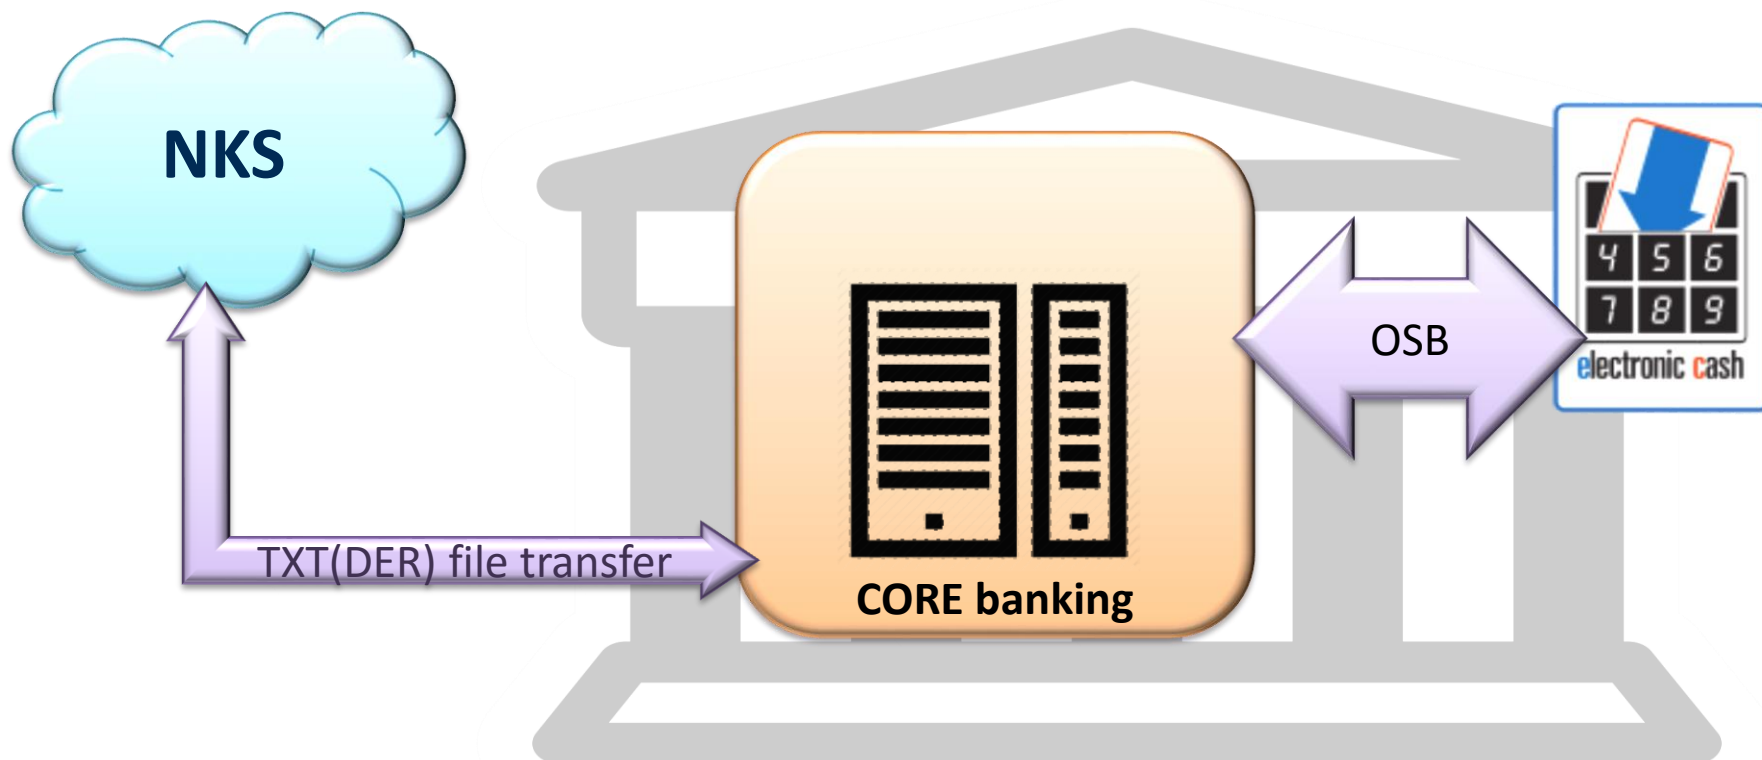 NKS
4 5 6
7 8 9
electronic cash
OSB
TXT(DER) file transfer
CORE banking